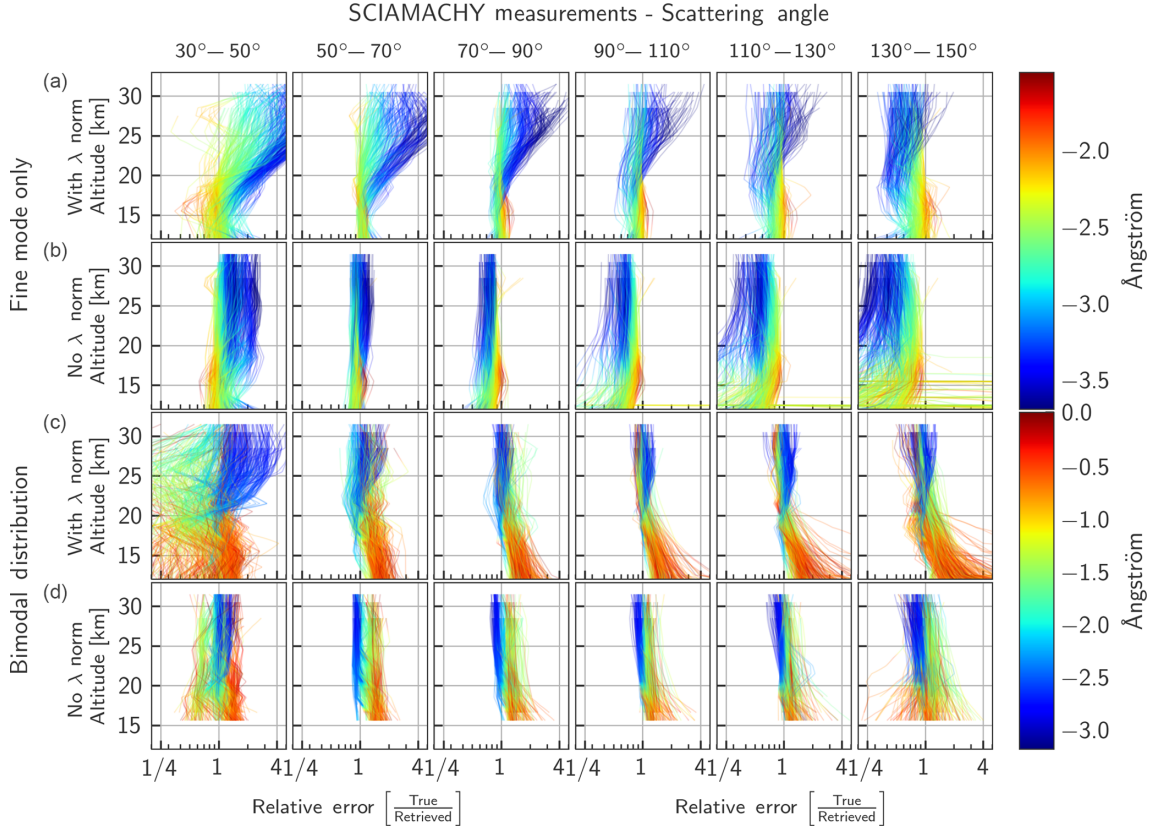 SCIAMACHY measurements - Scattering angle
30°—50° 50°—70° 70°—90° 90°—110° 110°—130° 130°—150°
Fine mode only
(a)
With λ norm
Altitude [km]
30
25
20
15
(b)
No λ norm
Altitude [km]
30
25
20
15
Ångström
−2.0
−2.5
−3.0
−3.5
Bimodal distribution
(c)
With λ norm
Altitude [km]
30
25
20
15
(d)
No λ norm
Altitude [km]
30
25
20
15
Ångström
0.0
−0.5
−1.0
−1.5
−2.0
−2.5
−3.0
1/4 1 41/4 1 41/4 1 41/4 1 41/4 1 41/4 1 4
Relative error [True/Retrieved] Relative error [True/Retrieved]